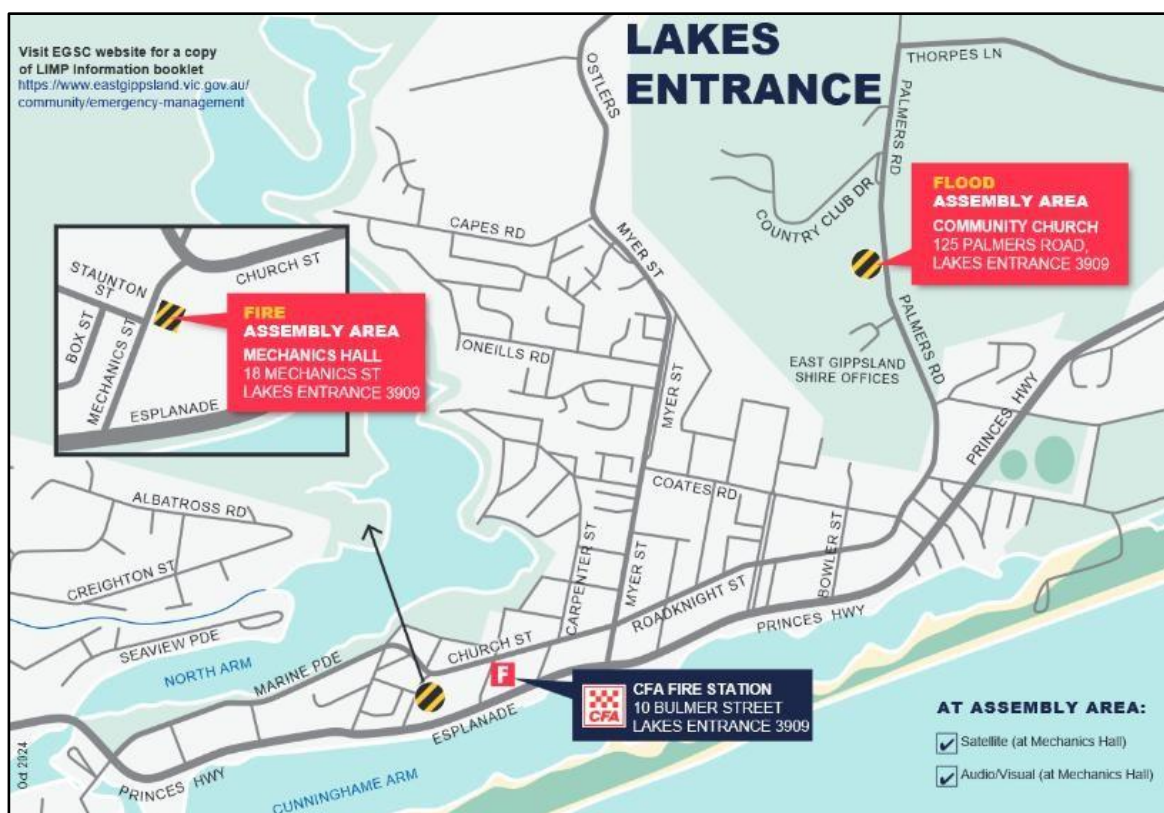 Visit EGSC website for a copy
of LIMP Information booklet
https://www.eastgippsland.vic.gov.au/
community/emergency-management
LAKES
ENTRANCE
OSTLERS
THORPES LN
PALMERS RD
COUNTRY CLUB DR
FLOOD
ASSEMBLY AREA
COMMUNITY CHURCH
125 PALMERS ROAD,
LAKES ENTRANCE 3909
CAPES RD
MYER ST
STAUNTON
ST
CHURCH ST
BOX ST
MECHANICS ST
ESPLANADE
FIRE
ASSEMBLY AREA
MECHANICS HALL
18 MECHANICS ST
LAKES ENTRANCE 3909
ONEILLS RD
MYER ST
PALMERS RD
EAST GIPPSLAND
SHIRE OFFICES
PRINCES HWY
ALBATROSS RD
COATES RD
CREIGHTON ST
CARPENTER ST
MYER ST
BOWLER ST
ROADKNIGHT ST
PRINCES HWY
SEAVIEW PDE
NORTH ARM
MARINE PDE
CHURCH ST
F
CFA
CFA FIRE STATION
10 BULMER STREET
LAKES ENTRANCE 3909
ESPLANADE
PRINCES HWY
CUNNINGHAME ARM
Oct 2024
AT ASSEMBLY AREA:
Satellite (at Mechanics Hall)
Audio/Visual (at Mechanics Hall)